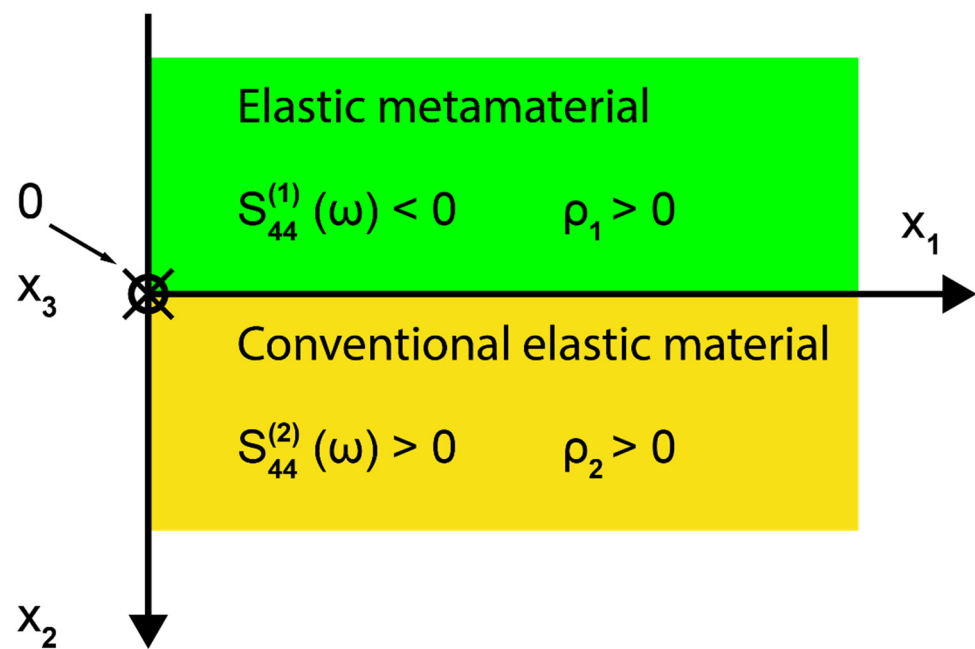 Elastic metamaterial
S₄₄⁽¹⁾ (ω) < 0 ρ₁ > 0
0
x₁
x₃
Conventional elastic material
S₄₄⁽²⁾ (ω) > 0 ρ₂ > 0
x₂